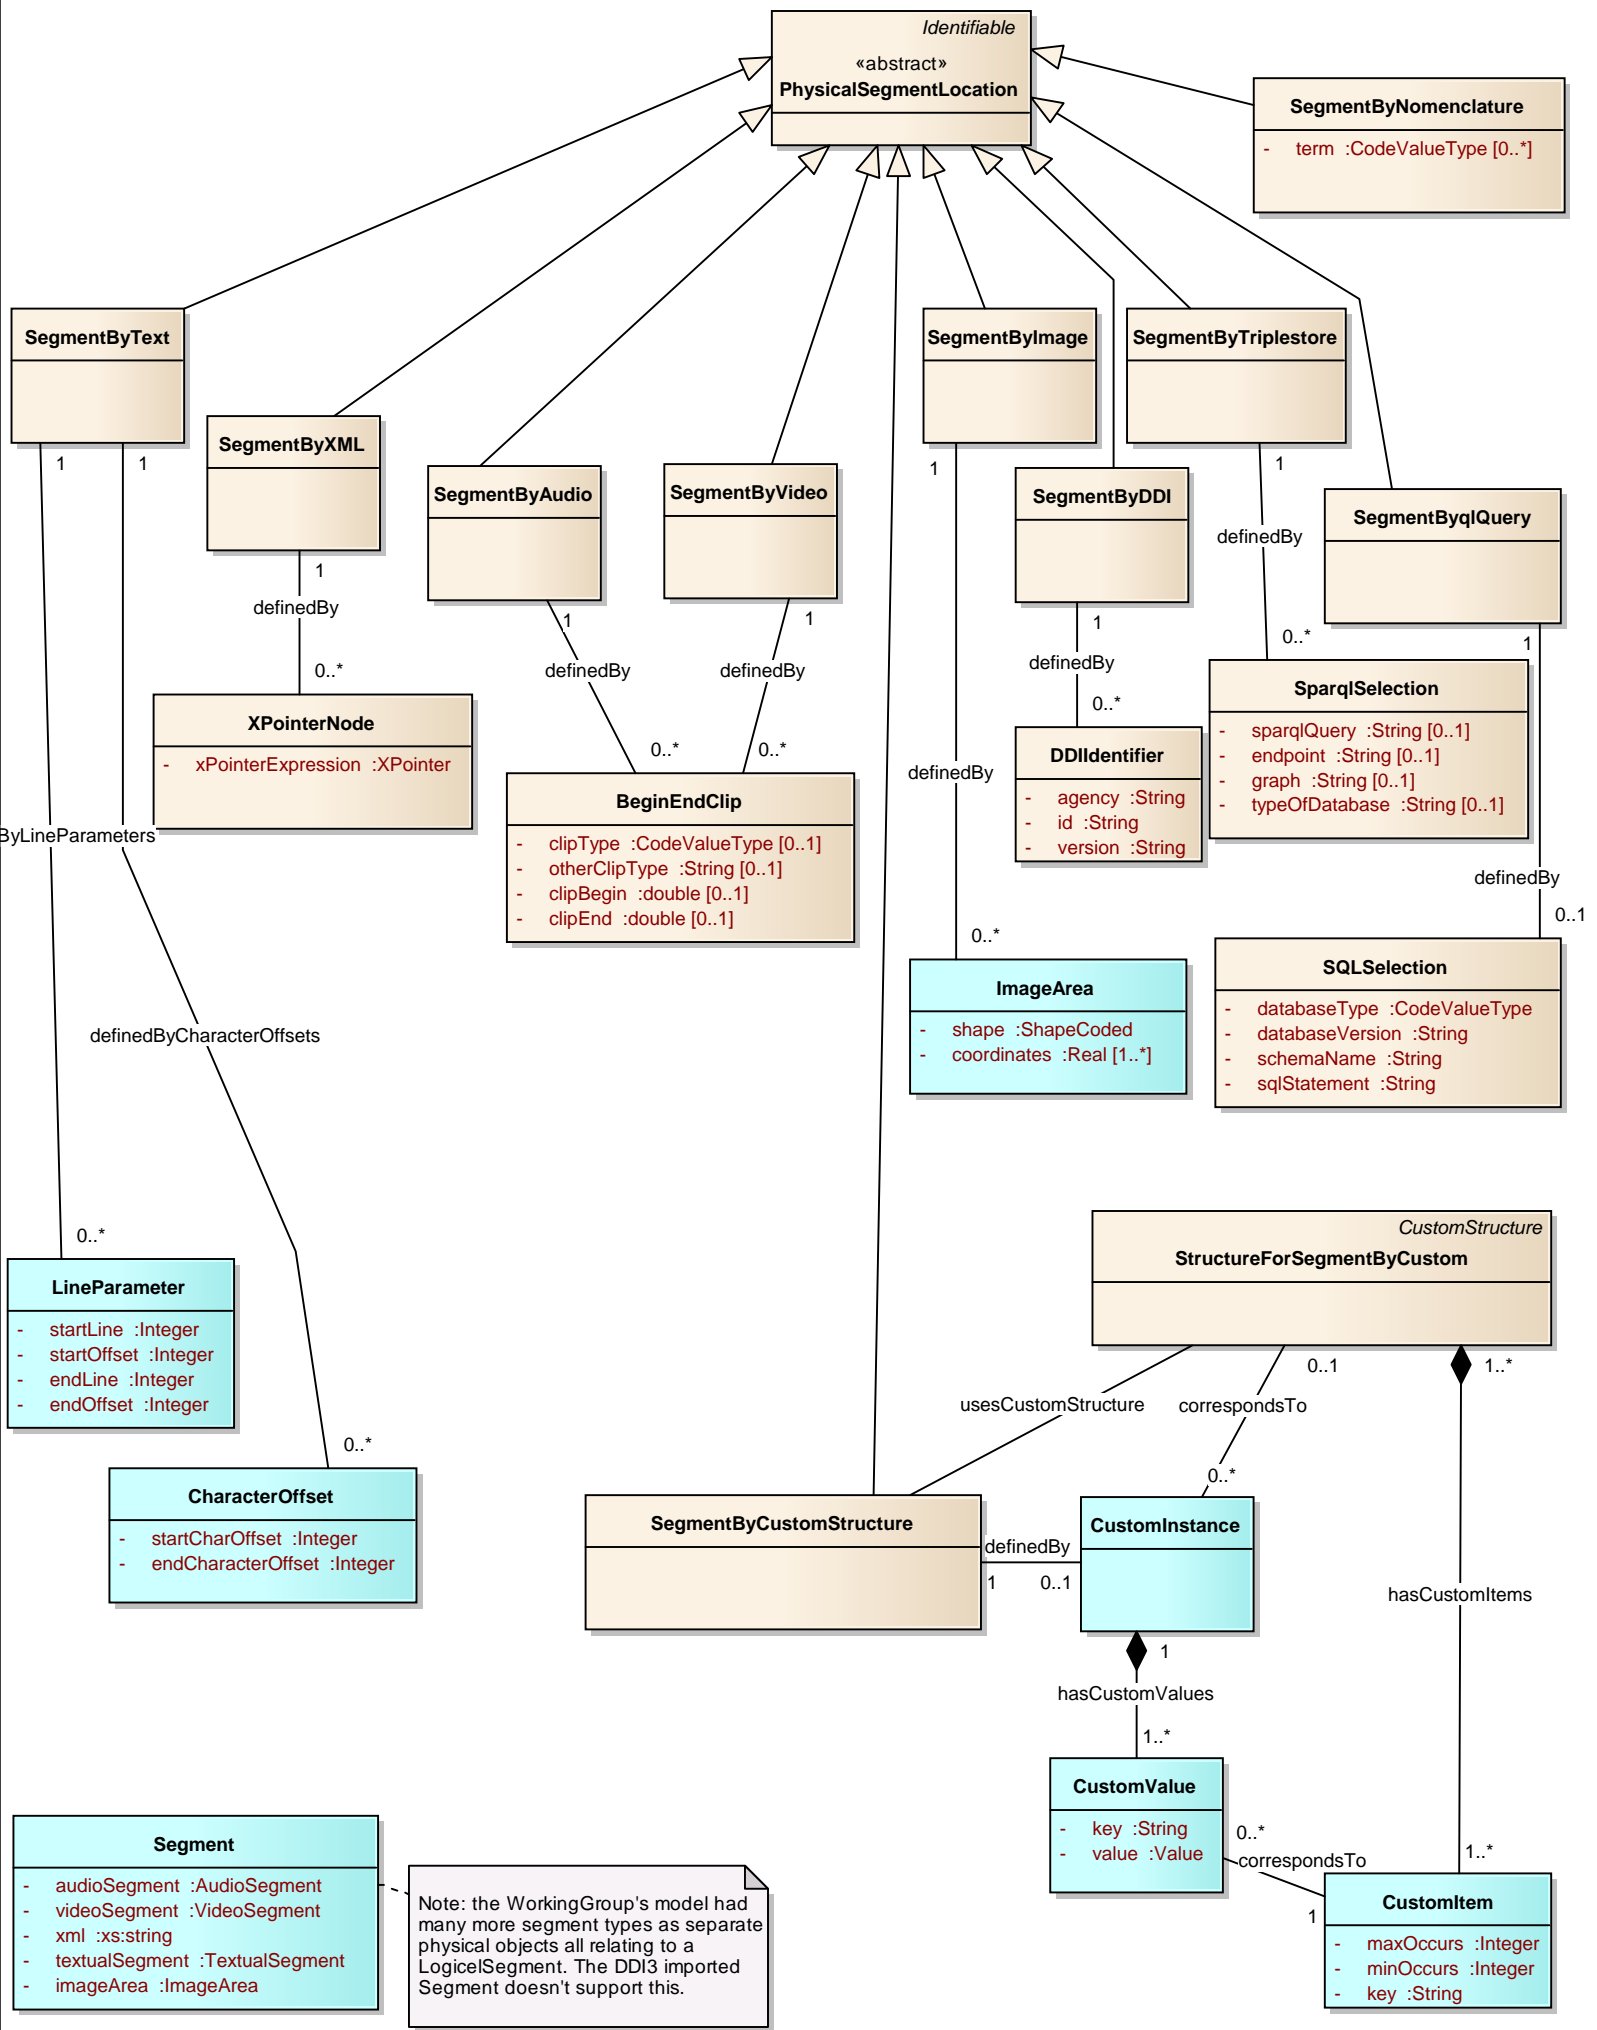 Identifiable
«abstract»
PhysicalSegmentLocation
SegmentByNomenclature
- term :CodeValueType [0..*]
SegmentByText
SegmentByImage
SegmentByTriplestore
SegmentByXML
SegmentByAudio
SegmentByVideo
SegmentByDDI
SegmentByqlQuery
1
1
1
definedBy
0..*
1
definedBy
0..*
1
definedBy
0..*
1
definedBy
0..*
1
definedBy
0..*
1
definedBy
0..*
1
definedBy
0..1
XPointerNode
- xPointerExpression :XPointer
ByLineParameters
BeginEndClip
- clipType :CodeValueType [0..1]
- otherClipType :String [0..1]
- clipBegin :double [0..1]
- clipEnd :double [0..1]
DDIIdentifier
- agency :String
- id :String
- version :String
SparqlSelection
- sparqlQuery :String [0..1]
- endpoint :String [0..1]
- graph :String [0..1]
- typeOfDatabase :String [0..1]
ImageArea
- shape :ShapeCoded
- coordinates :Real [1..*]
SQLSelection
- databaseType :CodeValueType
- databaseVersion :String
- schemaName :String
- sqlStatement :String
definedByCharacterOffsets
0..*
LineParameter
- startLine :Integer
- startOffset :Integer
- endLine :Integer
- endOffset :Integer
0..*
CharacterOffset
- startCharOffset :Integer
- endCharacterOffset :Integer
CustomStructure
StructureForSegmentByCustom
usesCustomStructure
0..1
correspondsTo
0..*
1..*
hasCustomItems
1..*
SegmentByCustomStructure
definedBy
1
0..1
CustomInstance
1
hasCustomValues
1..*
CustomValue
- key :String
- value :Value
0..*
correspondsTo
1
CustomItem
- maxOccurs :Integer
- minOccurs :Integer
- key :String
Segment
- audioSegment :AudioSegment
- videoSegment :VideoSegment
- xml :xs:string
- textualSegment :TextualSegment
- imageArea :ImageArea
Note: the WorkingGroup's model had
many more segment types as separate
physical objects all relating to a
LogicelSegment. The DDI3 imported
Segment doesn't support this.